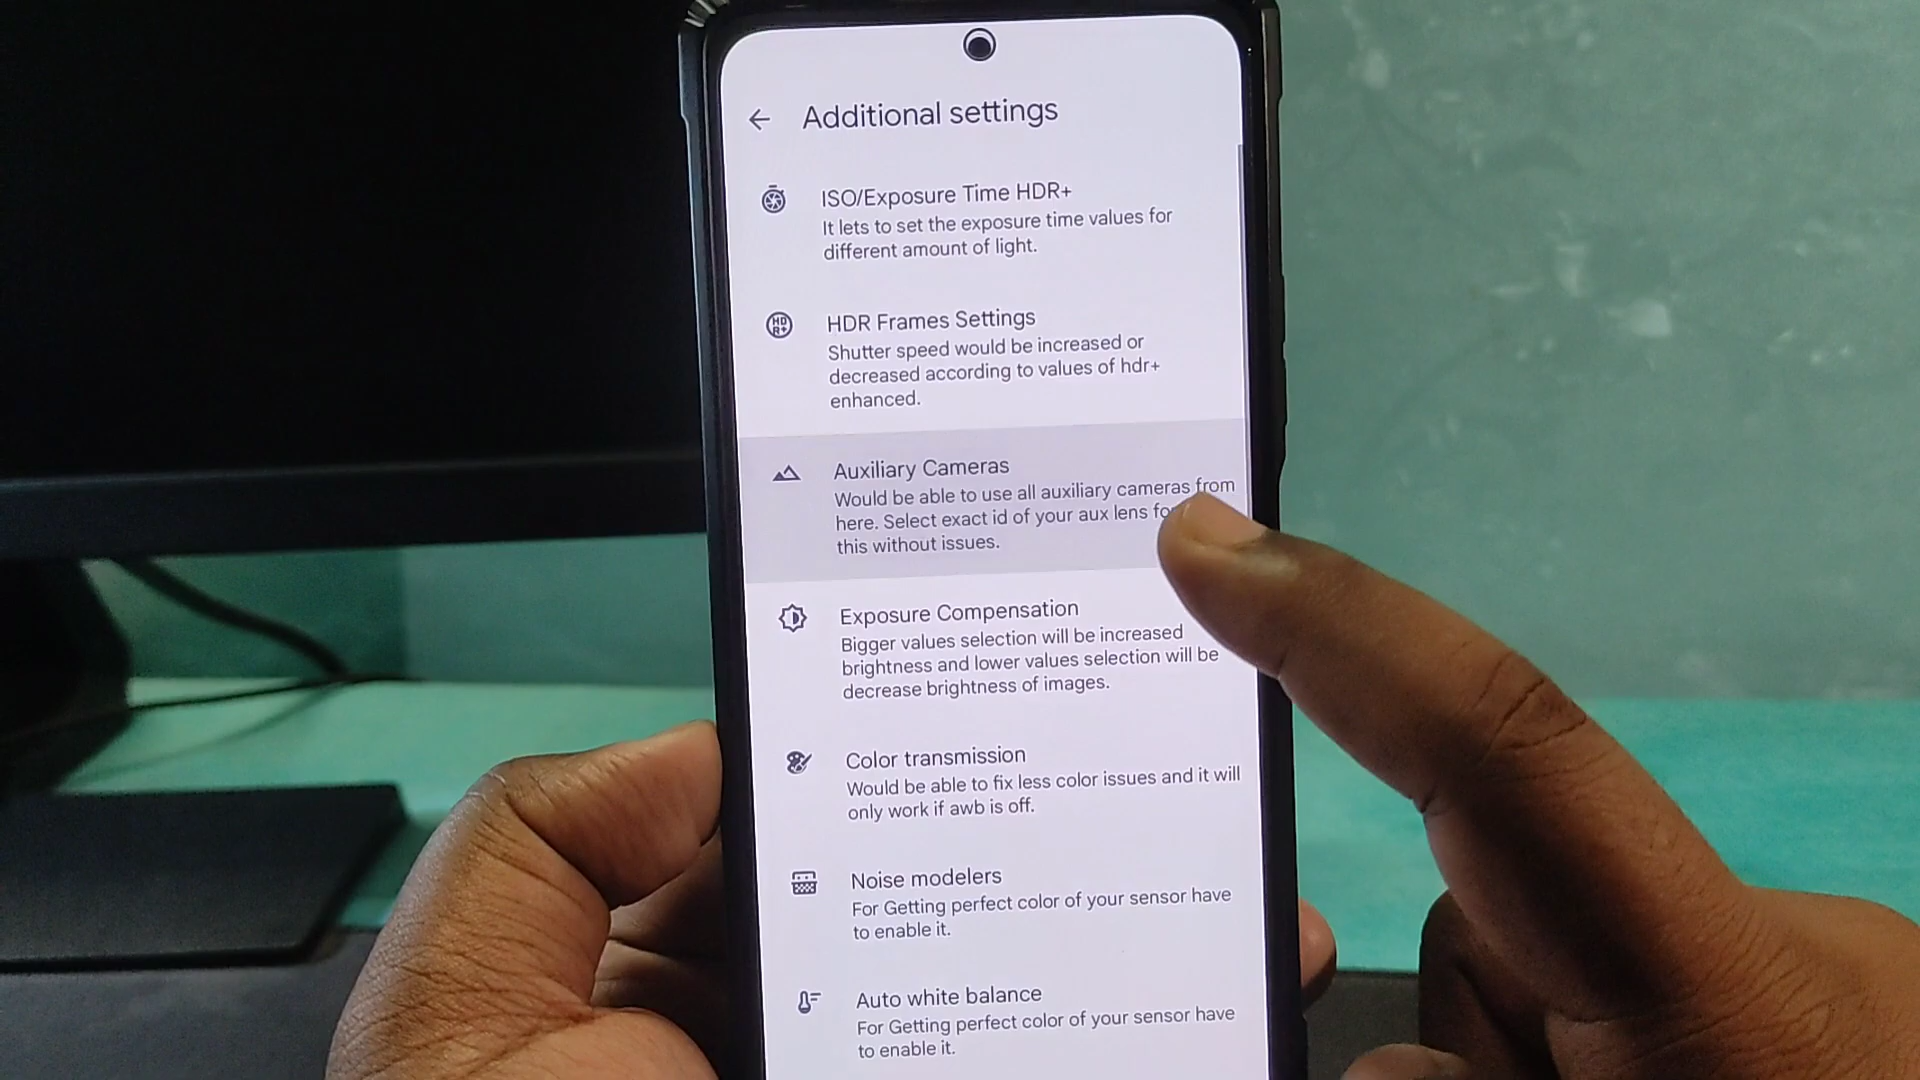 Additional settings
ISO/Exposure Time HDR+
It lets to set the exposure time values for
different amount of light.
HDR Frames Settings
Shutter speed would be increased or
decreased according to values of hdr+
enhanced.
Auxiliary Cameras
Would be able to use all auxiliary cameras from
here. Select exact id of your aux lens
this without issues.
Exposure Compensation
Bigger values selection will be increased
brightness and lower values selection will be
decrease brightness of images.
Color transmission
Would be able to fix less color issues and it will
only work if awb is off.
Noise modelers
For Getting perfect color of your sensor have
to enable it.
Auto white balance
For Getting perfect color of your sensor have
to enable it.